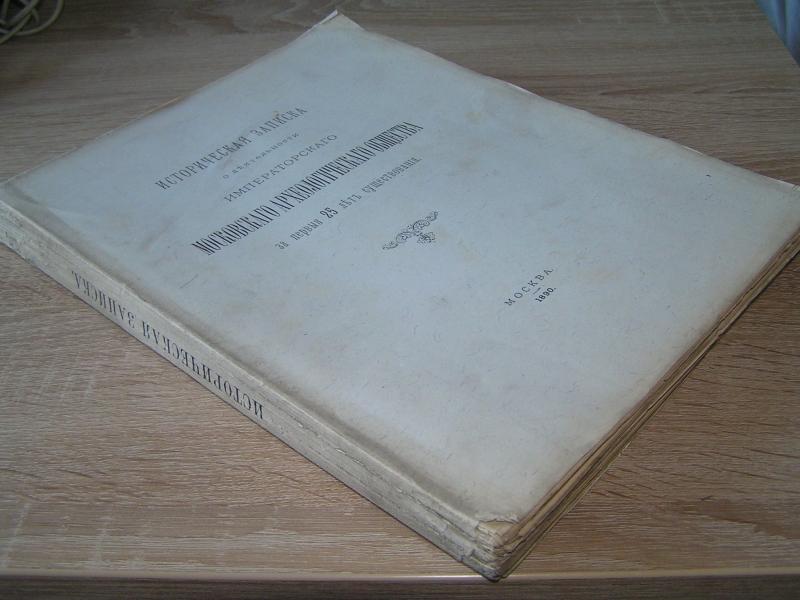 ИСТОРИЧЕСКАЯ ЗАПИСКА
О ДѢЯТЕЛЬНОСТИ
ИМПЕРАТОРСКАГО
МОСКОВСКАГО АРХЕОЛОГИЧЕСКАГО ОБЩЕСТВА
за первыя 25 лѣтъ существованія.
МОСКВА.
1890.
ИСТОРИЧЕСКАЯ ЗАПИСКА.